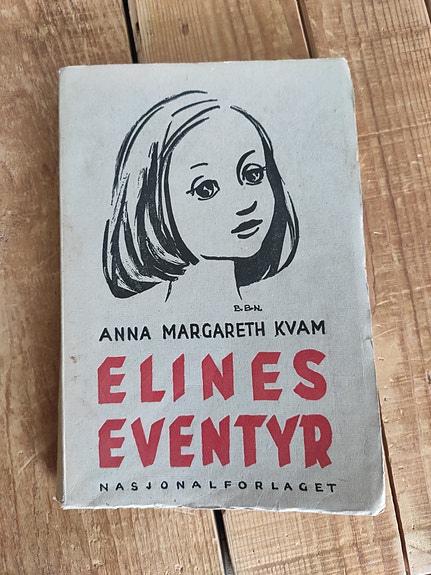 B.B.N.
ANNA MARGARETH KVAM
ELINES
EVENTYR
NASJONALFORLAGET